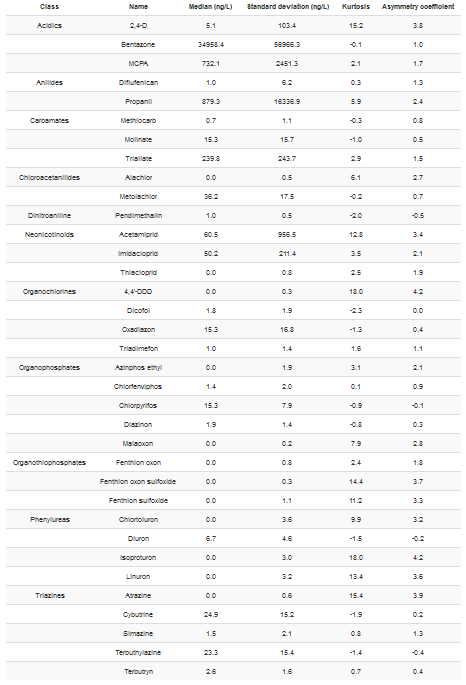 Class Name Median (ng/L) Standard deviation (ng/L) Kurtosis Asymmetry coefficient
Acidics 2,4-D 5.1 103.4 15.2 3.8
Bentazone 34958.4 56966.3 -0.1 1.0
MCPA 732.1 2451.3 2.1 1.7
Anilides Diflufenican 1.0 6.2 0.3 1.3
Propanil 879.3 16336.9 5.9 2.4
Carbamates Methiocarb 0.7 1.1 -0.3 0.8
Molinate 15.3 15.7 -1.0 0.5
Triallate 239.8 243.7 2.9 1.5
Chloroacetanilides Alachlor 0.0 0.5 6.1 2.7
Metolachlor 36.2 17.5 -0.2 0.7
Dinitroaniline Pendimethalin 1.0 0.5 -2.0 -0.5
Neonicotinoids Acetamiprid 60.5 956.5 12.8 3.4
Imidacloprid 50.2 211.4 3.5 2.1
Thiacloprid 0.0 0.8 2.5 1.9
Organochlorines 4,4'-DDD 0.0 0.3 18.0 4.2
Dicofol 1.8 1.9 -2.3 0.0
Oxadiazon 15.3 16.8 -1.3 0.4
Triadimefon 1.0 1.4 1.6 1.1
Organophosphates Azinphos ethyl 0.0 1.9 3.1 2.1
Chlorfenviphos 1.4 2.0 0.1 0.9
Chlorpyrifos 15.3 7.9 -0.9 -0.1
Diazinon 1.9 1.4 -0.8 0.3
Malaoxon 0.0 0.2 7.9 2.8
Organothiophosphates Fenthion oxon 0.0 0.8 2.4 1.8
Fenthion oxon sulfoxide 0.0 0.3 14.4 3.7
Fenthion sulfoxide 0.0 1.1 11.2 3.3
Phenylureas Chlortoluron 0.0 3.6 9.9 3.2
Diuron 6.7 4.6 -1.5 -0.2
Isoproturon 0.0 3.0 18.0 4.2
Linuron 0.0 3.2 13.4 3.6
Triazines Atrazine 0.0 0.6 15.4 3.9
Cybutrine 24.9 15.2 -1.9 0.2
Simazine 1.5 2.1 0.8 1.3
Terbuthylazine 23.3 15.4 -1.4 -0.4
Terbutryn 2.6 1.6 0.7 0.4